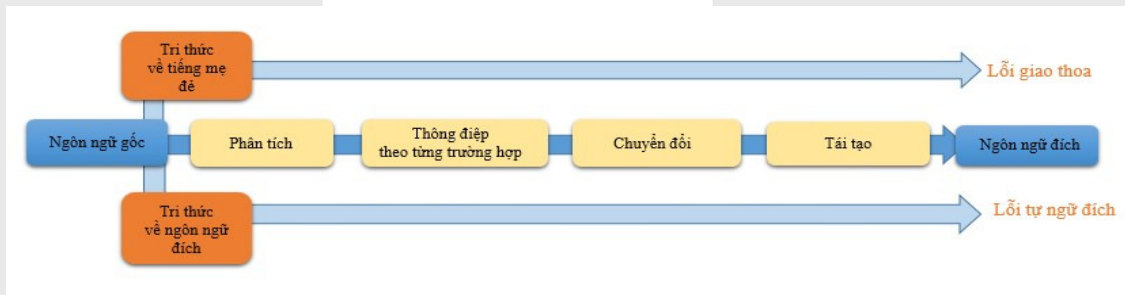 Tri thức
về tiếng mẹ
đẻ
Lỗi giao thoa
Ngôn ngữ gốc
Phân tích
Thông điệp
theo từng trường hợp
Chuyển đổi
Tái tạo
Ngôn ngữ đích
Tri thức
về ngôn ngữ
đích
Lỗi tự ngữ đích